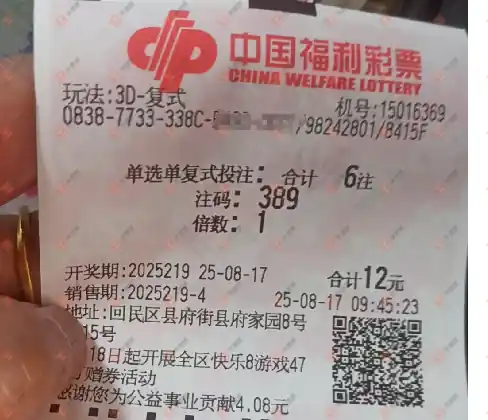 中国福利彩票
CHINA WELFARE LOTTERY
玩法:3D-复式
机号:15016369
0838-7733-338C- /98242801/8415F
单选单复式投注: 合计 6注
注码: 389
倍数: 1
开奖期:2025219 25-08-17 合计12元
销售期:2025219-4 25-08-17 09:45:23
地址:回民区县府街县府家园8号
15号
18日起开展全区快乐8游戏47
赠券活动
感谢您为公益事业贡献4.08元